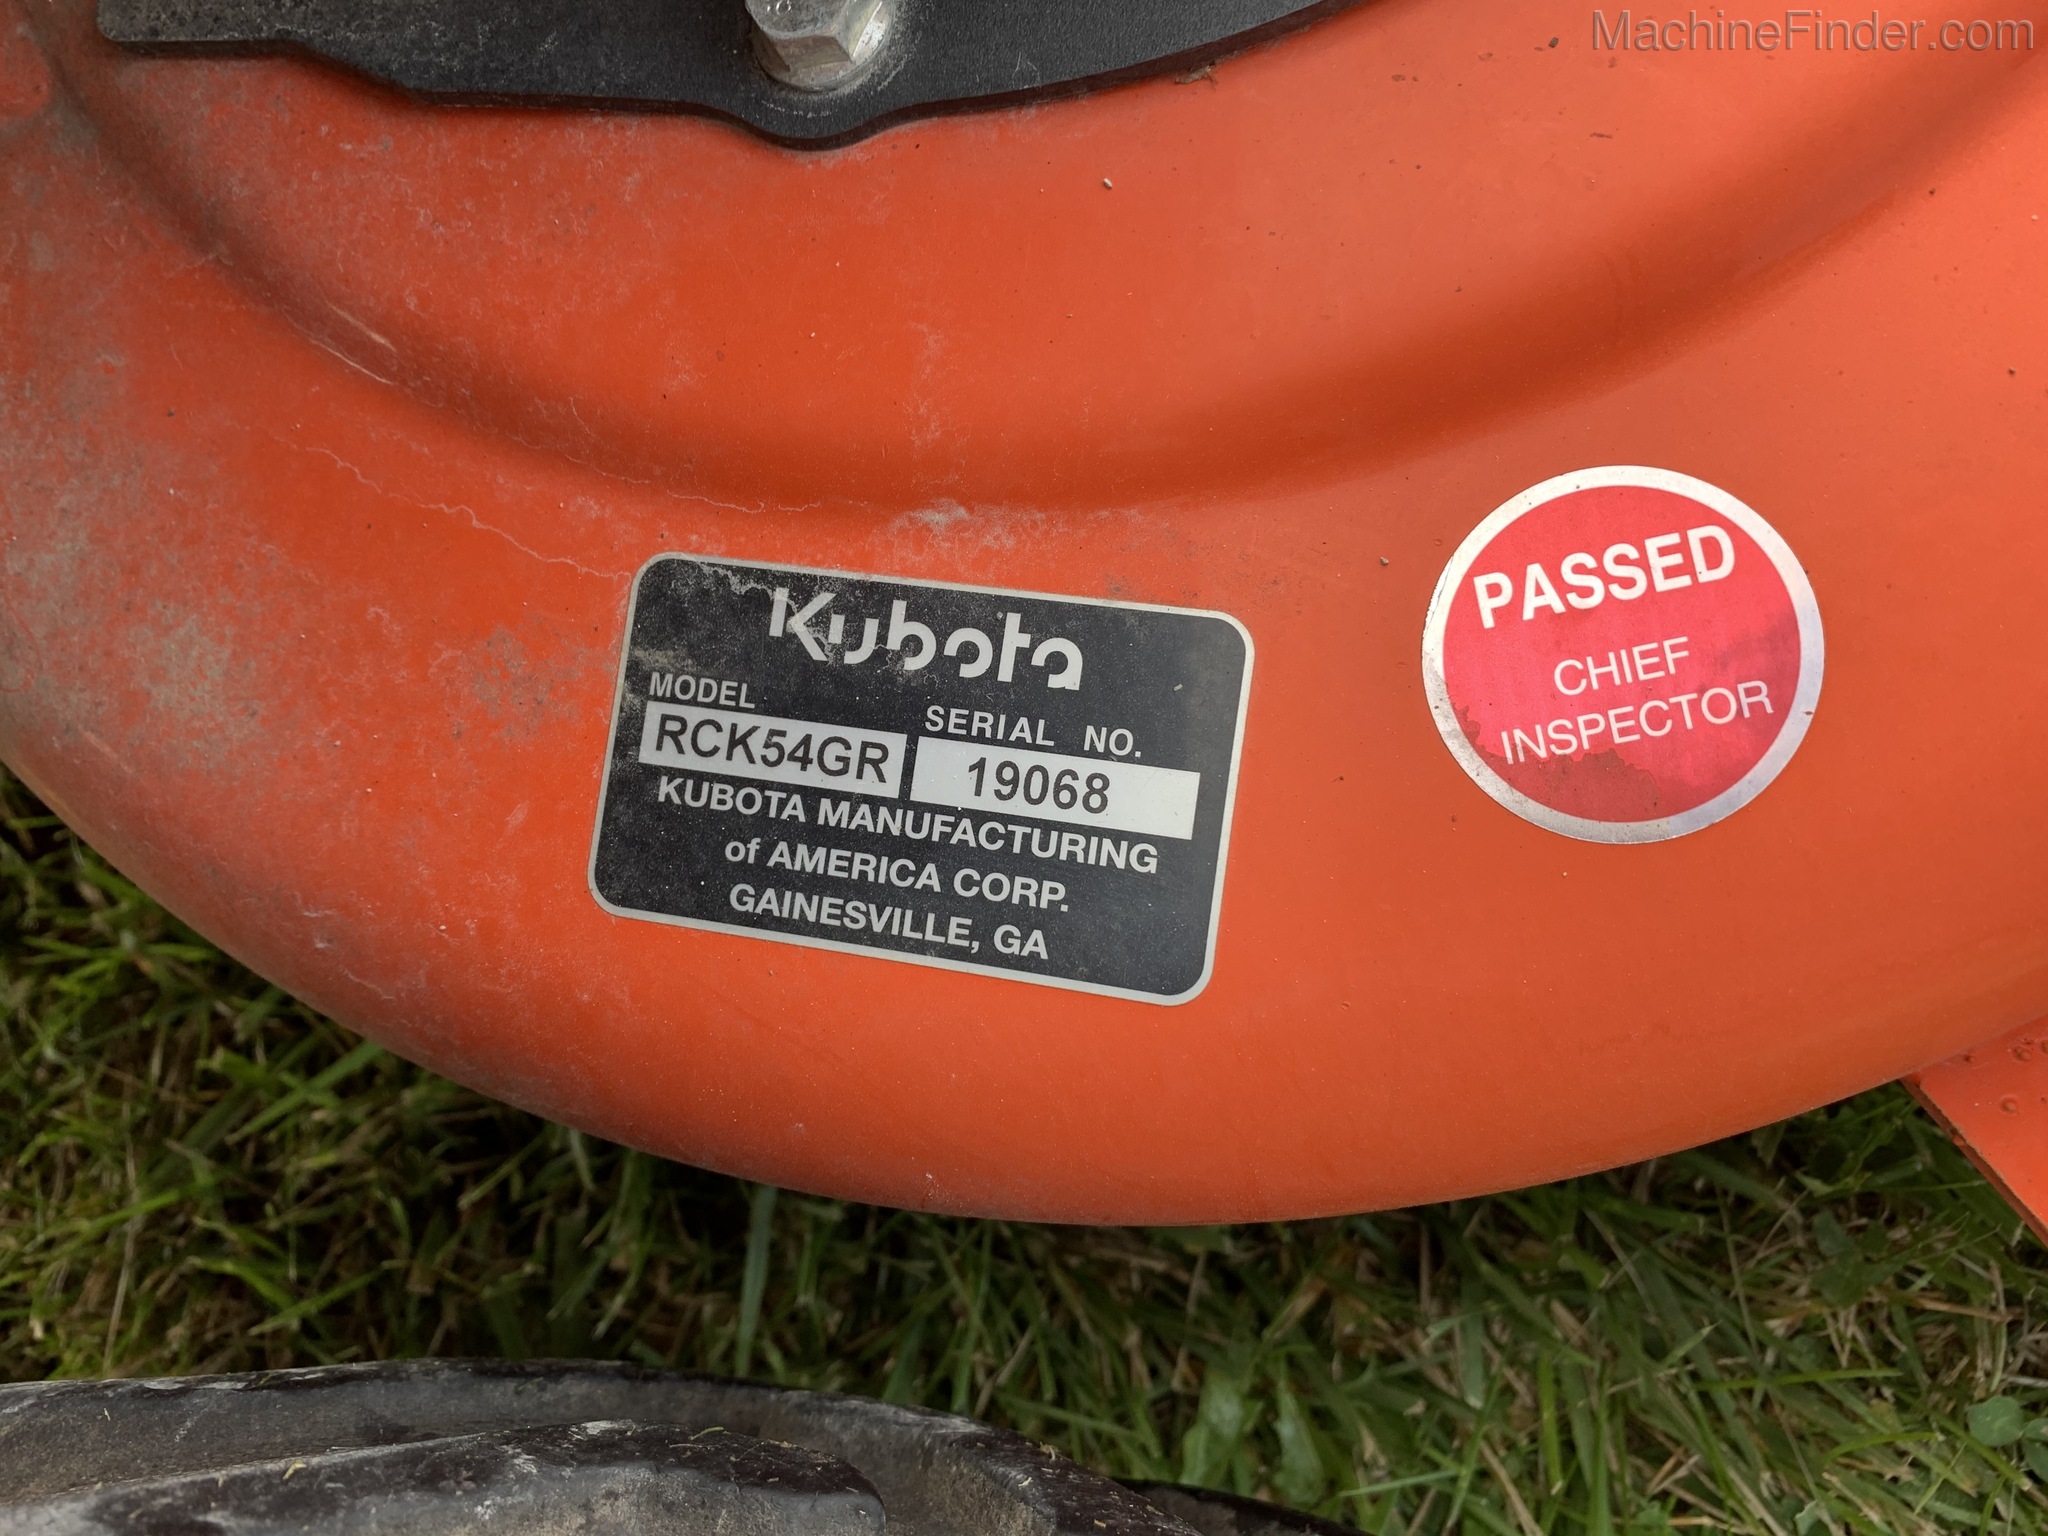 MachineFinder.com
Kubota
MODEL
SERIAL NO.
RCK54GR
19068
KUBOTA MANUFACTURING
of AMERICA CORP.
GAINESVILLE, GA
PASSED
CHIEF
INSPECTOR